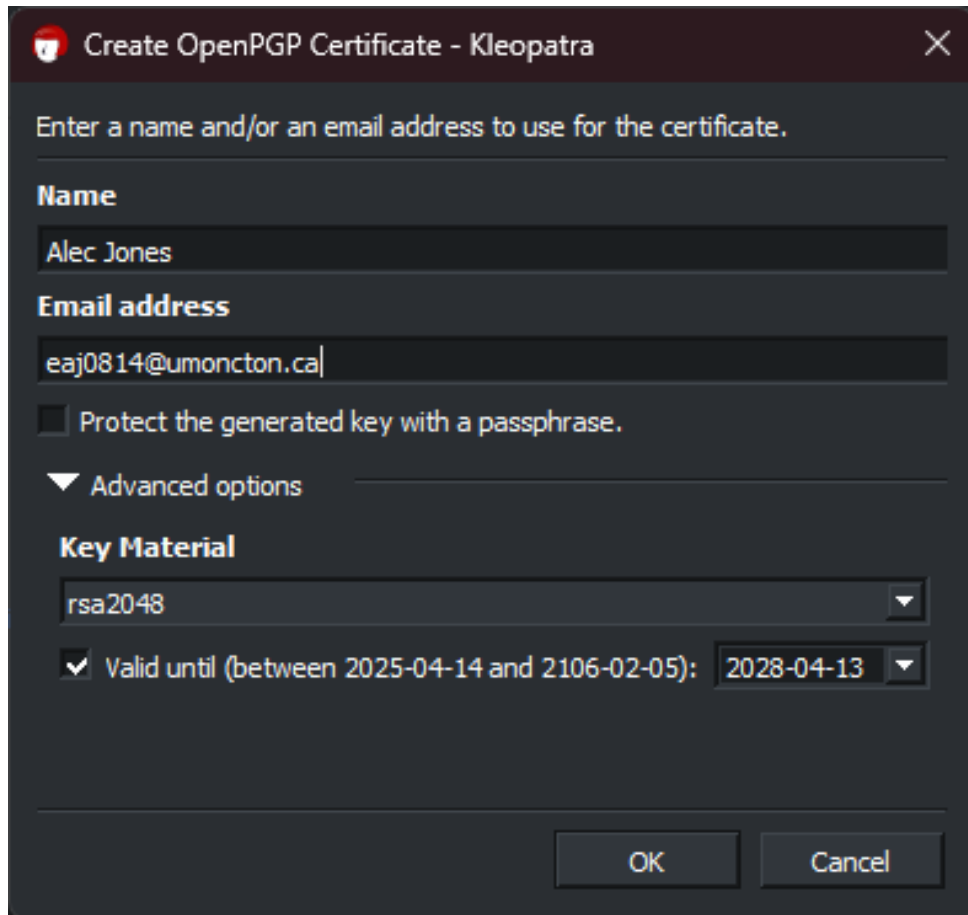 Create OpenPGP Certificate - Kleopatra
Enter a name and/or an email address to use for the certificate.
Name
Alec Jones
Email address
eaj0814@umoncton.ca
Protect the generated key with a passphrase.
Advanced options
Key Material
rsa2048
Valid until (between 2025-04-14 and 2106-02-05): 2028-04-13
OK Cancel